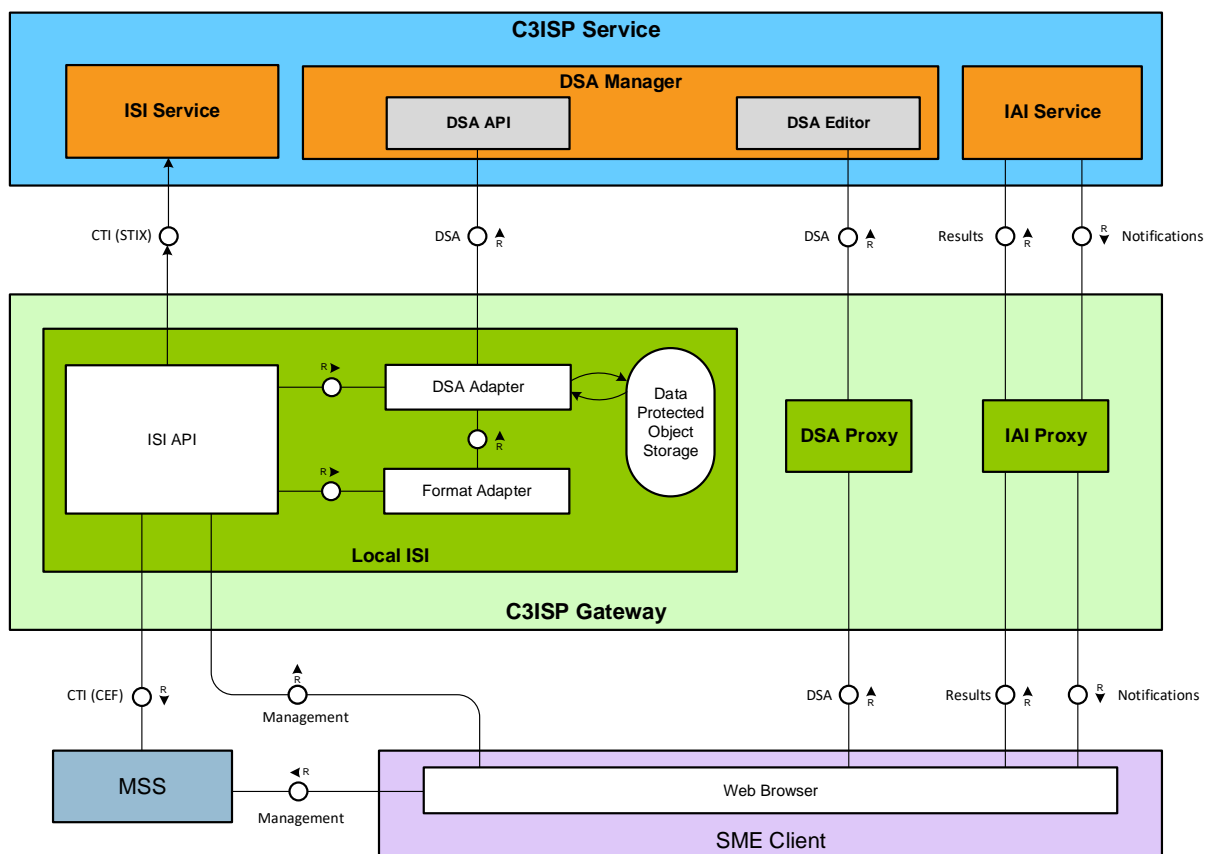 C3ISP Service
ISI Service
DSA Manager
DSA API
DSA Editor
IAI Service
CTI (STIX)
DSA
R
DSA
R
Results
R
R
Notifications
ISI API
R
DSA Adapter
R
R
Format Adapter
Data
Protected
Object
Storage
Local ISI
DSA Proxy
IAI Proxy
C3ISP Gateway
CTI (CEF)
R
R
Management
DSA
R
Results
R
R
Notifications
MSS
R
Management
Web Browser
SME Client